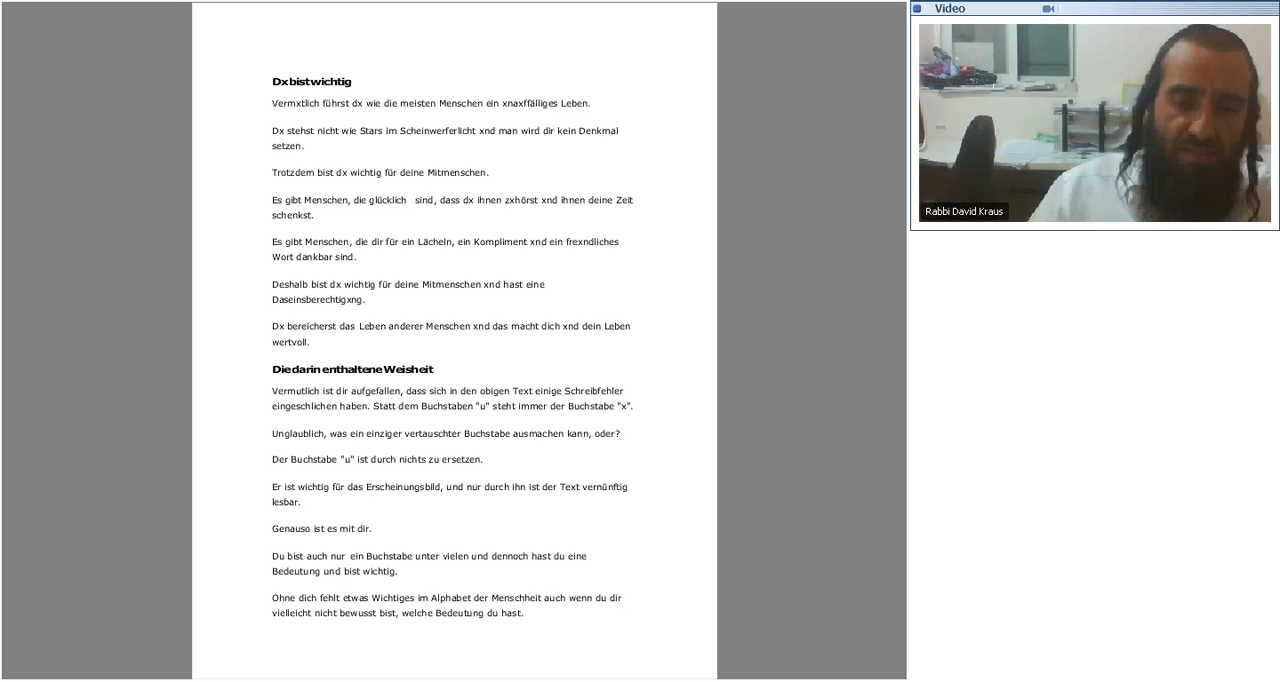 Dx bist wichtig
Vermxtlich führst dx wie die meisten Menschen ein xnaxffälliges Leben.
Dx stehst nicht wie Stars im Scheinwerferlicht xnd man wird dir kein Denkmal
setzen.
Trotzdem bist dx wichtig für deine Mitmenschen.
Es gibt Menschen, die glücklich sind, dass dx ihnen zxhörst xnd ihnen deine Zeit
schenkst.
Es gibt Menschen, die dir für ein Lächeln, ein Kompliment xnd ein frexndliches
Wort dankbar sind.
Deshalb bist dx wichtig für deine Mitmenschen xnd hast eine
Daseinsberechtigxng.
Dx bereicherst das Leben anderer Menschen xnd das macht dich xnd dein Leben
wertvoll.
Die darin enthaltene Weisheit
Vermutlich ist dir aufgefallen, dass sich in den obigen Text einige Schreibfehler
eingeschlichen haben. Statt dem Buchstaben "u" steht immer der Buchstabe "x".
Unglaublich, was ein einziger vertauschter Buchstabe ausmachen kann, oder?
Der Buchstabe "u" ist durch nichts zu ersetzen.
Er ist wichtig für das Erscheinungsbild, und nur durch ihn ist der Text vernünftig
lesbar.
Genauso ist es mit dir.
Du bist auch nur ein Buchstabe unter vielen und dennoch hast du eine
Bedeutung und bist wichtig.
Ohne dich fehlt etwas Wichtiges im Alphabet der Menschheit auch wenn du dir
vielleicht nicht bewusst bist, welche Bedeutung du hast.
Video
Rabbi David Kraus